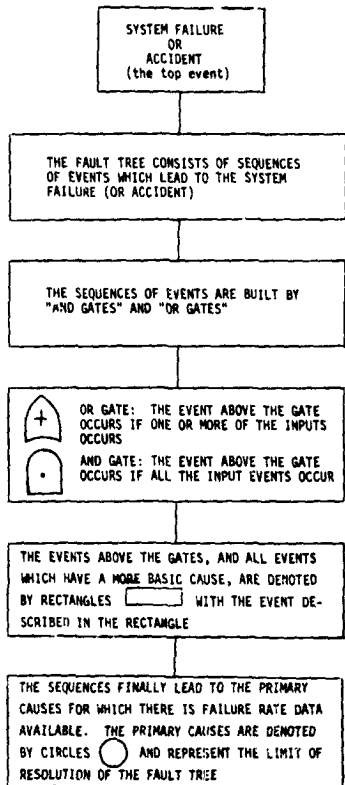 SYSTEM FAILURE
OR
ACCIDENT
(the top event)
THE FAULT TREE CONSISTS OF SEQUENCES
OF EVENTS WHICH LEAD TO THE SYSTEM
FAILURE (OR ACCIDENT)
THE SEQUENCES OF EVENTS ARE BUILT BY
"AND GATES" AND "OR GATES"
OR GATE: THE EVENT ABOVE THE GATE
OCCURS IF ONE OR MORE OF THE INPUTS
OCCURS
AND GATE: THE EVENT ABOVE THE GATE
OCCURS IF ALL THE INPUT EVENTS OCCUR
THE EVENTS ABOVE THE GATES, AND ALL EVENTS
WHICH HAVE A MORE BASIC CAUSE, ARE DENOTED
BY RECTANGLES WITH THE EVENT DE-
SCRIBED IN THE RECTANGLE
THE SEQUENCES FINALLY LEAD TO THE PRIMARY
CAUSES FOR WHICH THERE IS FAILURE RATE DATA
AVAILABLE. THE PRIMARY CAUSES ARE DENOTED
BY CIRCLES AND REPRESENT THE LIMIT OF
RESOLUTION OF THE FAULT TREE